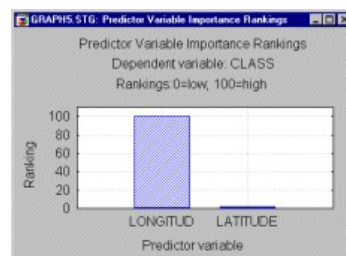 GRAPH5.STG: Predictor Variable Importance Rankings
Predictor Variable Importance Rankings
Dependent variable: CLASS
Rankings:0=low, 100=high
Ranking
100
80
60
40
20
0
LONGITUD LATITUDE
Predictor variable